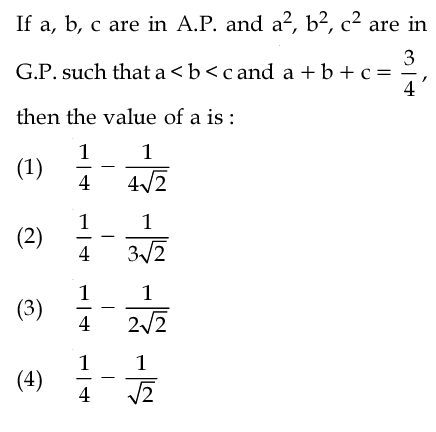 If a, b, c are in A.P. and a², b², c² are in
G.P. such that a < b < c and a + b + c = 3/4,
then the value of a is :
(1) 1/4 − 1/(4√2)
(2) 1/4 − 1/(3√2)
(3) 1/4 − 1/(2√2)
(4) 1/4 − 1/√2